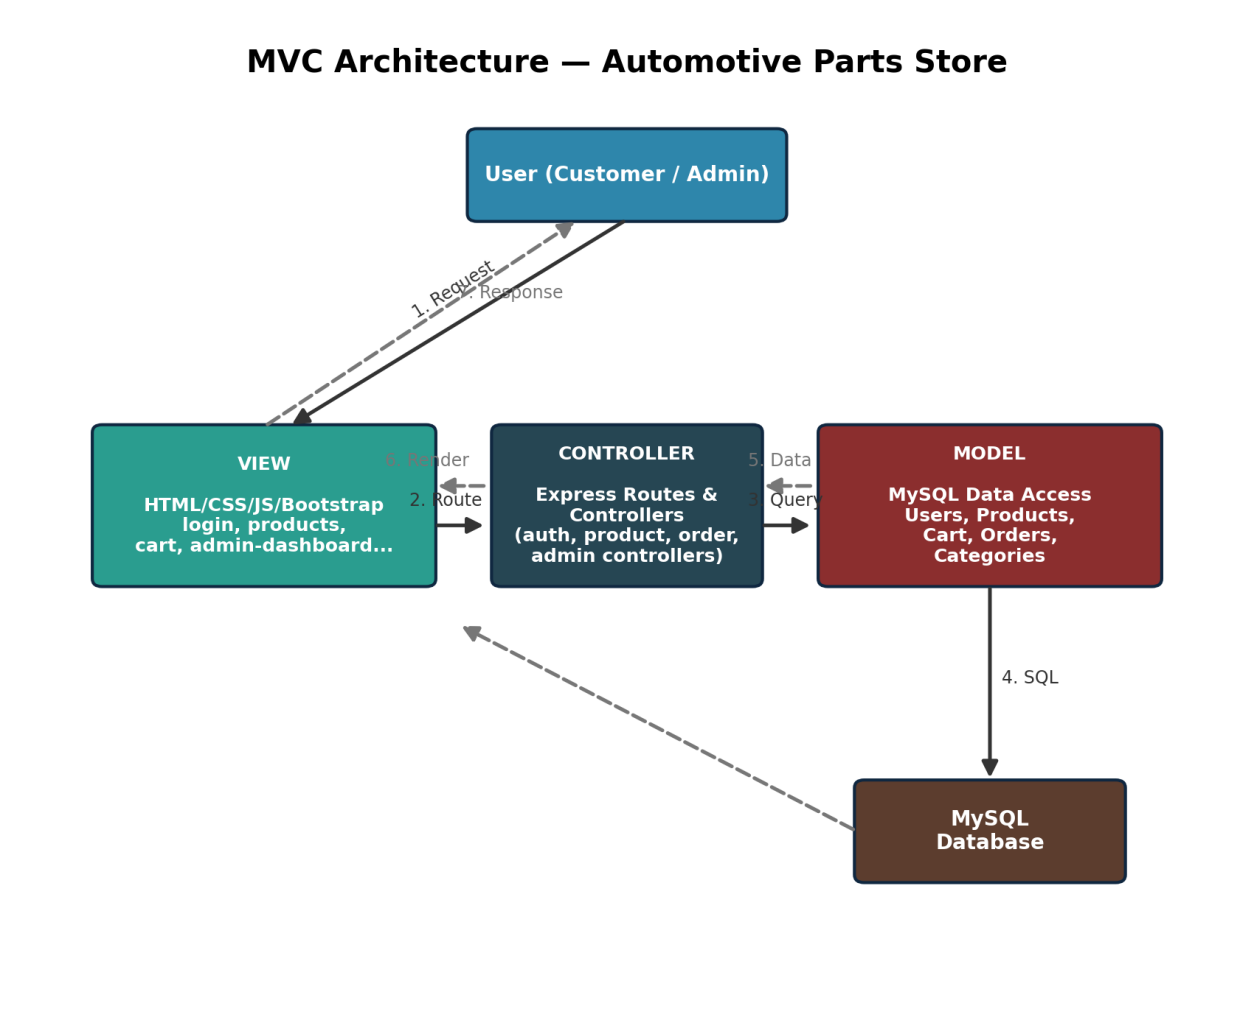 MVC Architecture — Automotive Parts Store
User (Customer / Admin)
1. Request
7. Response
VIEW
HTML/CSS/JS/Bootstrap
login, products,
cart, admin-dashboard...
6. Render
2. Route
CONTROLLER
Express Routes &
Controllers
(auth, product, order,
admin controllers)
5. Data
3. Query
MODEL
MySQL Data Access
Users, Products,
Cart, Orders,
Categories
4. SQL
MySQL
Database